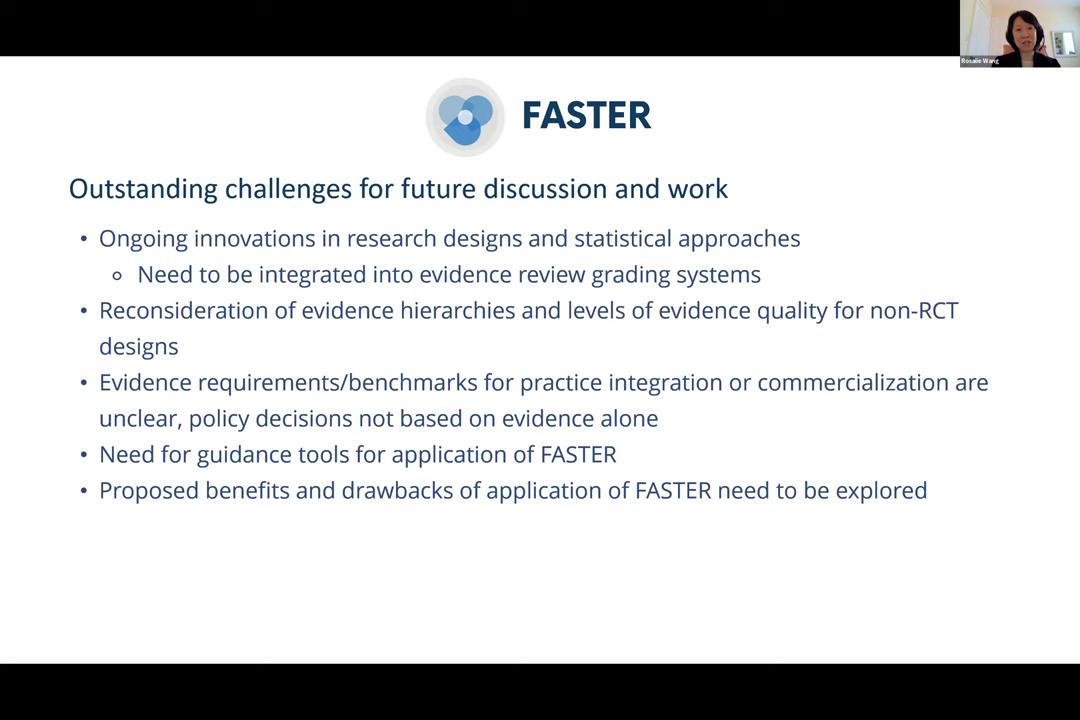 Rosalie Wang
FASTER
Outstanding challenges for future discussion and work
• Ongoing innovations in research designs and statistical approaches
○ Need to be integrated into evidence review grading systems
• Reconsideration of evidence hierarchies and levels of evidence quality for non-RCT
designs
• Evidence requirements/benchmarks for practice integration or commercialization are
unclear, policy decisions not based on evidence alone
• Need for guidance tools for application of FASTER
• Proposed benefits and drawbacks of application of FASTER need to be explored